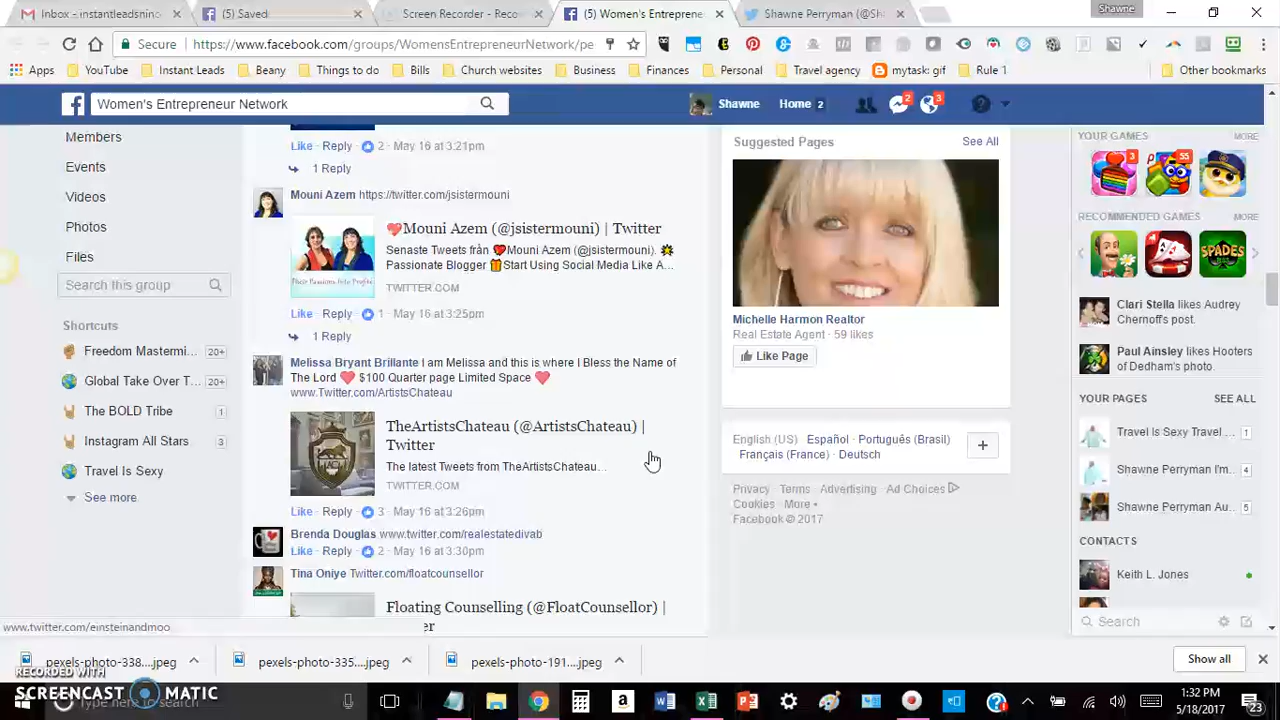 Inbox - instantleadsnino
(5) Saved
Screen Recorder - Reco
(5) Women's Entreprene
Shawne Perryman (@Sha
Shawne
Secure
https://www.facebook.com/groups/WomensEntrepreneurNetwork/pe
Apps
YouTube
Instant Leads
Beany
Things to do
Bills
Church websites
Business
Finances
Personal
Travel agency
mytask: gif
Rule 1
Other bookmarks
Women's Entrepreneur Network
Shawne
Home 2
2
3
Members
Events
Videos
Photos
Files
Search this group
Shortcuts
Freedom Mastermi... 20+
Global Take Over T... 20+
The BOLD Tribe 1
Instagram All Stars 3
Travel Is Sexy
See more
Like · Reply · 2 · May 16 at 3:21pm
1 Reply
Mouni Azem https://twitter.com/jsistermouni
Mouni Azem (@jsistermouni) | Twitter
Senaste Tweets från ❤Mouni Azem (@jsistermouni). 
Passionate Blogger 🎁Start Using Social Media Like A...
TWITTER.COM
Like · Reply · 1 · May 16 at 3:25pm
1 Reply
Melissa Bryant Brillante I am Melissa and this is where I Bless the Name of
The Lord ❤ $100 Quarter page Limited Space ❤
www.Twitter.com/ArtistsChateau
TheArtistsChateau (@ArtistsChateau) |
Twitter
The latest Tweets from TheArtistsChateau...
TWITTER.COM
Like · Reply · 3 · May 16 at 3:26pm
Brenda Douglas www.twitter.com/realestatedivab
Like · Reply · 2 · May 16 at 3:30pm
Tina Oniye Twitter.com/floatcounsellor
Floating Counselling (@FloatCounsellor) |
er
Suggested Pages
See All
Michelle Harmon Realtor
Real Estate Agent · 59 likes
Like Page
English (US) · Español · Português (Brasil) ·
Français (France) · Deutsch
Privacy · Terms · Advertising · Ad Choices
Cookies · More
Facebook © 2017
YOUR GAMES
MORE
3
55
RECOMMENDED GAMES
MORE
SPADES
Clari Stella likes Audrey
Chernoff's post.
Paul Ainsley likes Hooters
of Dedham's photo.
YOUR PAGES
SEE ALL
Travel Is Sexy Travel ... 1
Shawne Perryman I'm.. 4
Shawne Perryman Au.. 5
CONTACTS
Keith L. Jones
Search
www.twitter.com/einsteinandmoo
pexels-photo-338....jpeg
pexels-photo-335....jpeg
pexels-photo-191....jpeg
Show all
RECORDED WITH
SCREENCAST MATIC
Type here to search
1:32 PM
5/18/2017
23